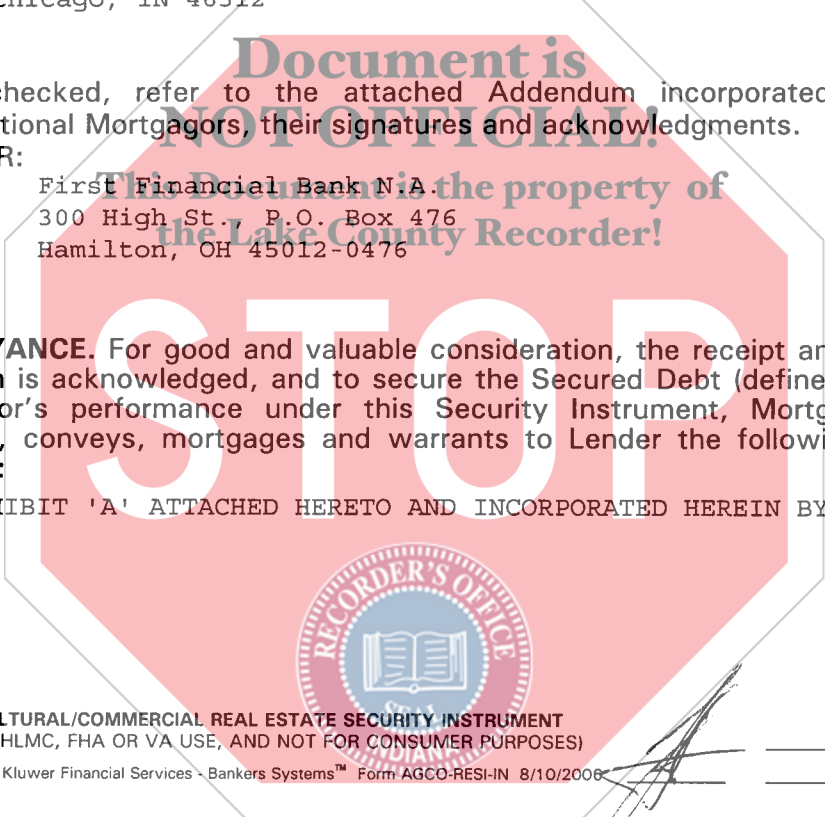 Chicago, IN 46312
Document is
checked, refer to the attached Addendum incorporated
NOT OFFICIAL!
tional Mortgagors, their signatures and acknowledgments.
R:
This Document is the property of
First Financial Bank N.A.
300 High St., P.O. Box 476
the Lake County Recorder!
Hamilton, OH 45012-0476
STOP
YANCE. For good and valuable consideration, the receipt an
n is acknowledged, and to secure the Secured Debt (define
or's performance under this Security Instrument, Mortg
, conveys, mortgages and warrants to Lender the followi
:
HIBIT 'A' ATTACHED HERETO AND INCORPORATED HEREIN BY
RECORDER'S OFFICE
SEAL
INDIANA
LTURAL/COMMERCIAL REAL ESTATE SECURITY INSTRUMENT
HLMC, FHA OR VA USE, AND NOT FOR CONSUMER PURPOSES)
Kluwer Financial Services - Bankers Systems™ Form AGCO-RESI-IN 8/10/2006